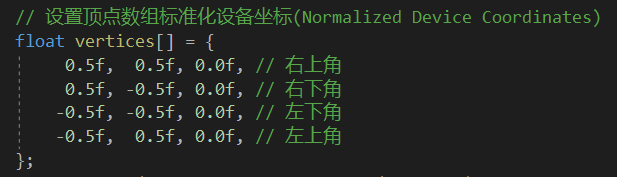 // 设置顶点数组标准化设备坐标(Normalized Device Coordinates)
float vertices[] = {
0.5f, 0.5f, 0.0f, // 右上角
0.5f, -0.5f, 0.0f, // 右下角
-0.5f, -0.5f, 0.0f, // 左下角
-0.5f, 0.5f, 0.0f, // 左上角
};